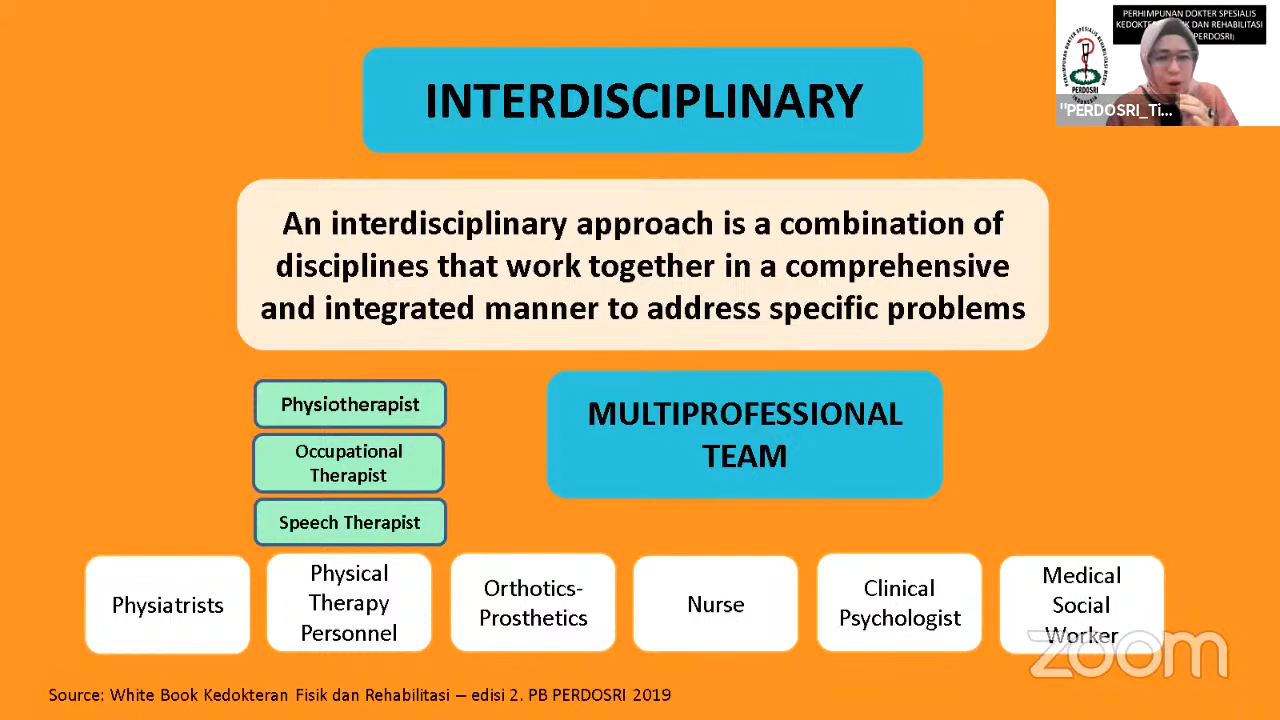 PERHIMPUNAN DOKTER SPESIALIS
KEDOKTERAN FISIK DAN REHABILITASI
PERDOSRI
"PERDOSRI_Ti...
INTERDISCIPLINARY
An interdisciplinary approach is a combination of
disciplines that work together in a comprehensive
and integrated manner to address specific problems
Physiotherapist
Occupational
Therapist
Speech Therapist
MULTIPROFESSIONAL
TEAM
Physiatrists
Physical
Therapy
Personnel
Orthotics-
Prosthetics
Nurse
Clinical
Psychologist
Medical
Social
Worker
zoom
Source: White Book Kedokteran Fisik dan Rehabilitasi – edisi 2. PB PERDOSRI 2019